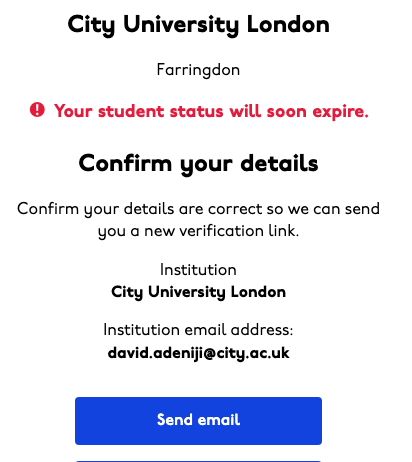 City University London
Farringdon
Your student status will soon expire.
Confirm your details
Confirm your details are correct so we can send
you a new verification link.
Institution
City University London
Institution email address:
david.adeniji@city.ac.uk
Send email